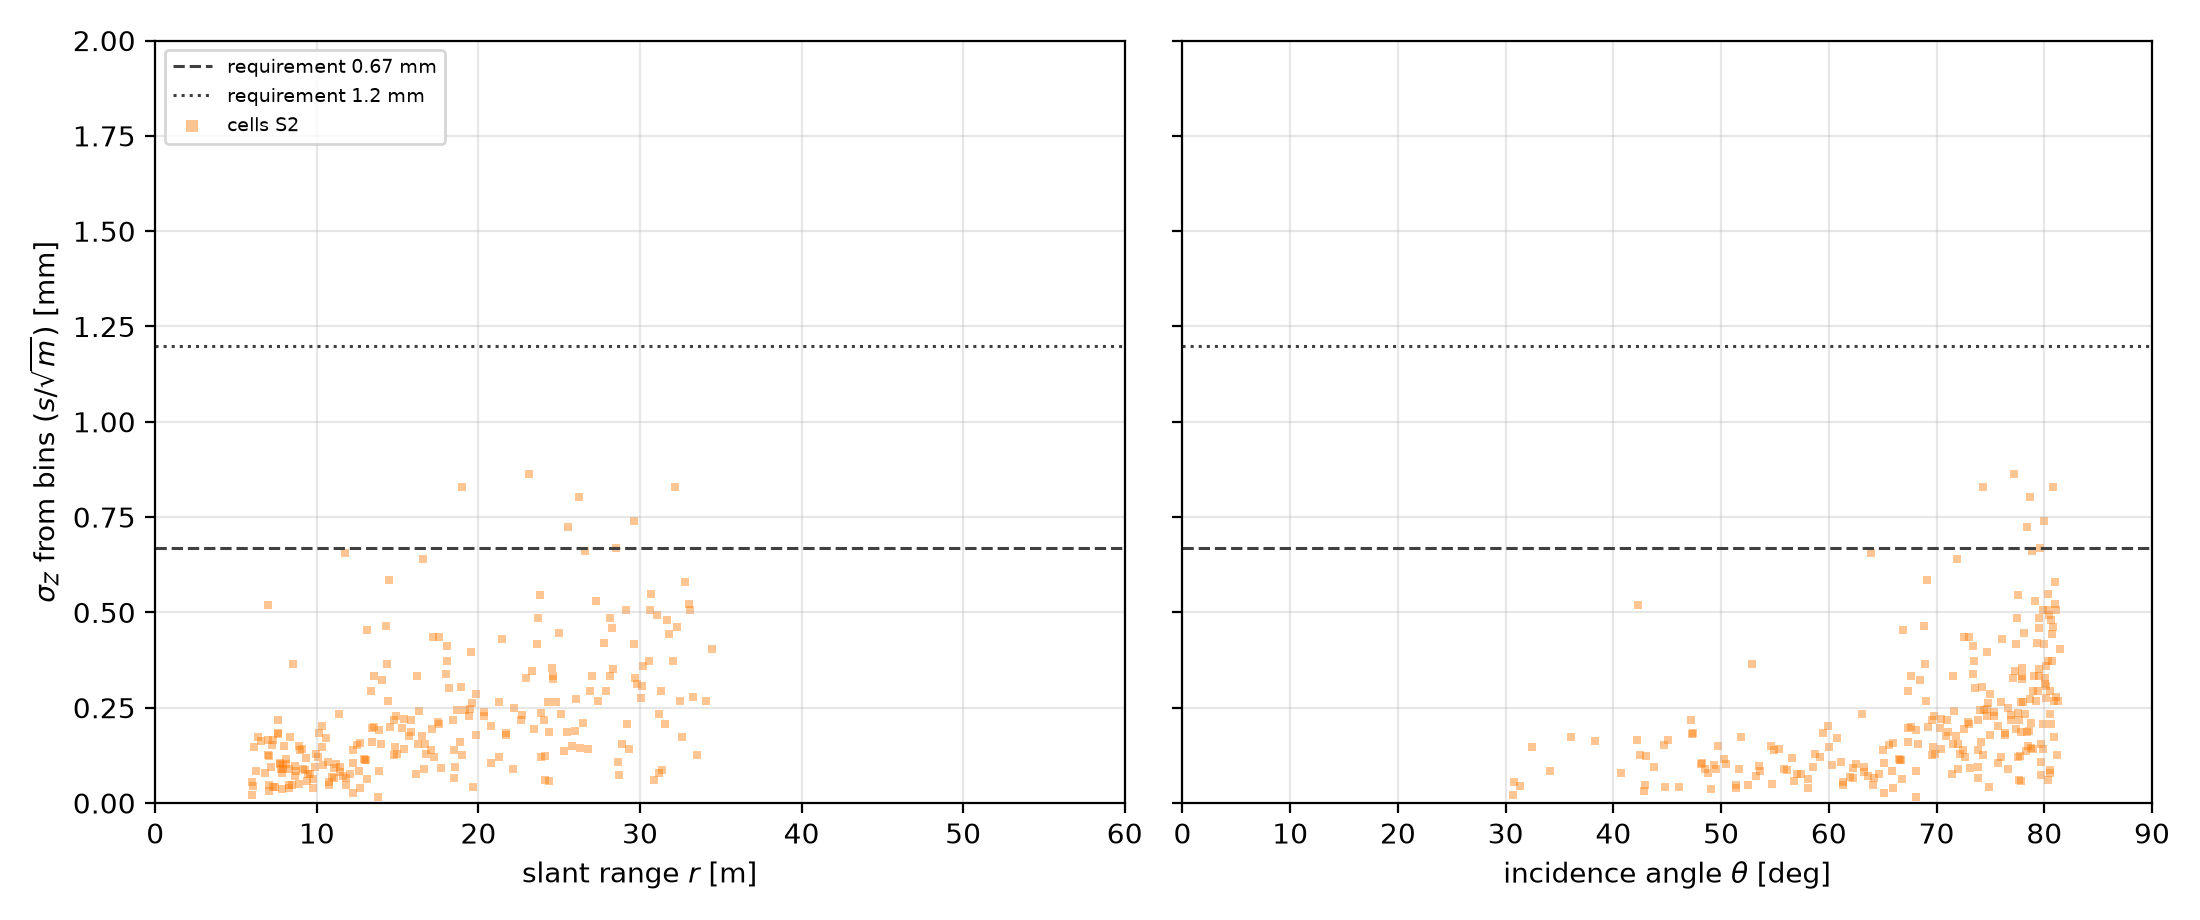 2.00
1.75
1.50
1.25
1.00
0.75
0.50
0.25
0.00
σz from bins (s/√m) [mm]
requirement 0.67 mm
requirement 1.2 mm
cells S2
0 10 20 30 40 50 60
slant range r [m]
0 10 20 30 40 50 60 70 80 90
incidence angle θ [deg]